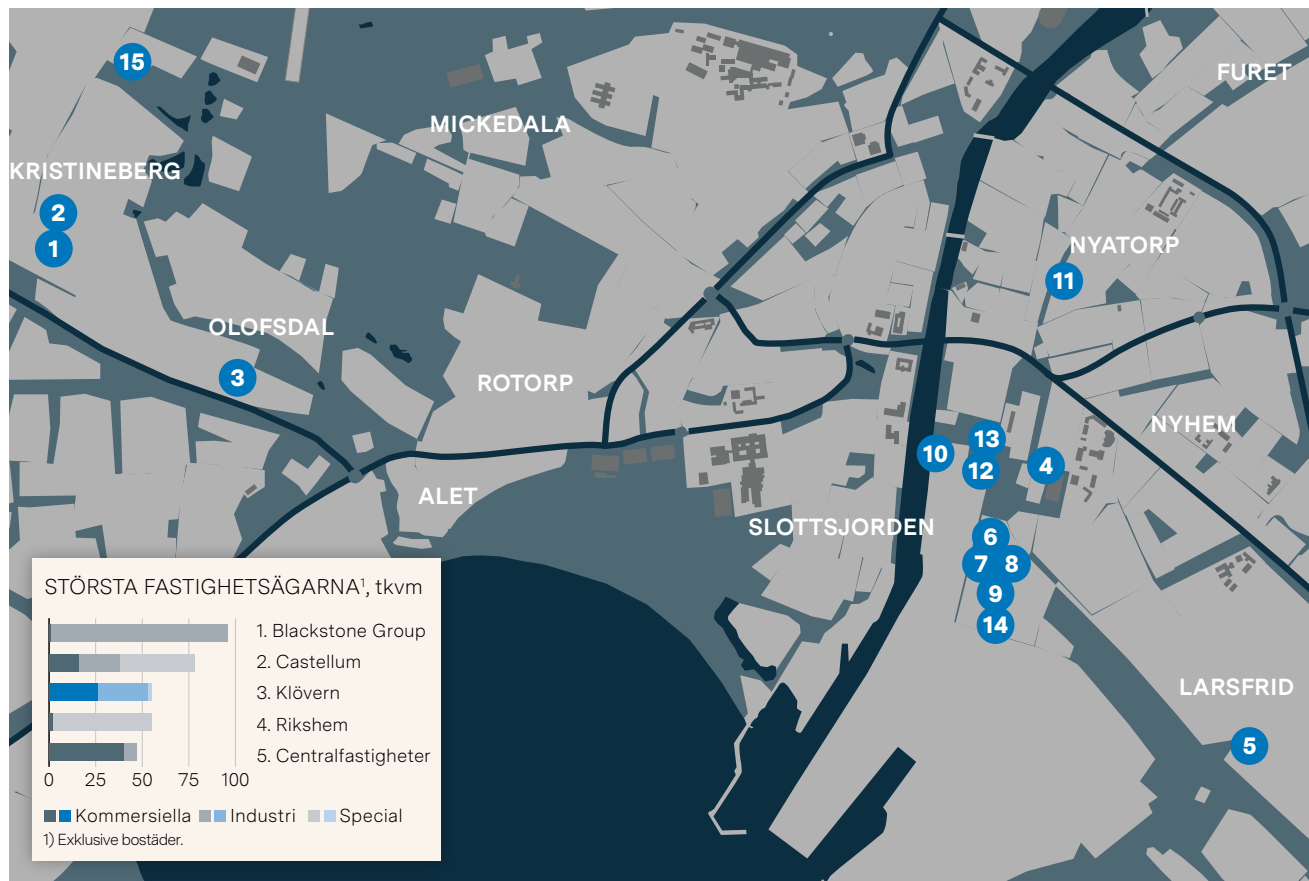 15
FURET
MICKEDALA
KRISTINEBERG
2
1
NYATORP
11
OLOFSDAL
3
ROTORP
NYHEM
13
10
12
4
ALET
SLOTTSJORDEN
6
7
8
9
14
LARSFRID
5
STÖRSTA FASTIGHETSÄGARNA¹, tkvm
1. Blackstone Group
2. Castellum
3. Klövern
4. Rikshem
5. Centralfastigheter
0 25 50 75 100
Kommersiella Industri Special
1) Exklusive bostäder.